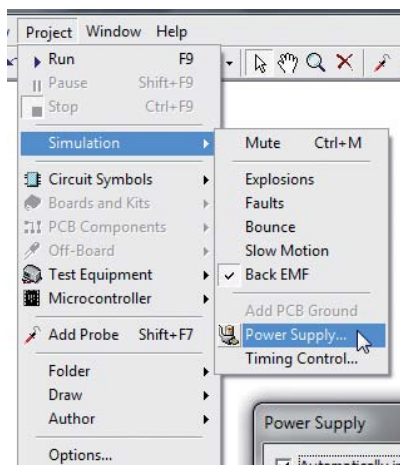 Project Window Help
Run F9
Pause Shift+F9
Stop Ctrl+F9
Simulation
Circuit Symbols
Boards and Kits
PCB Components
Off-Board
Test Equipment
Microcontroller
Add Probe Shift+F7
Folder
Draw
Author
Options...
Mute Ctrl+M
Explosions
Faults
Bounce
Slow Motion
Back EMF
Add PCB Ground
Power Supply...
Timing Control...
Power Supply
Automatically